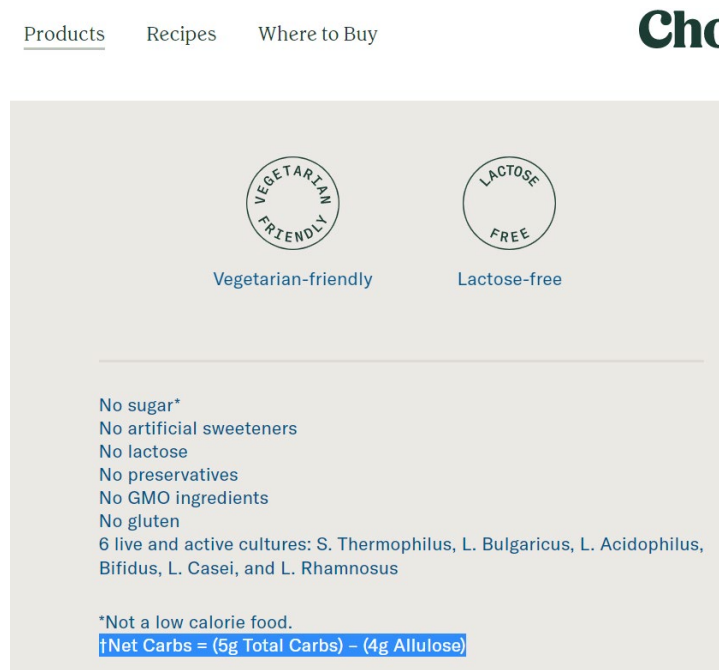 Products Recipes Where to Buy Cho
VEGETARIAN FRIENDLY
LACTOSE FREE
Vegetarian-friendly Lactose-free
No sugar*
No artificial sweeteners
No lactose
No preservatives
No GMO ingredients
No gluten
6 live and active cultures: S. Thermophilus, L. Bulgaricus, L. Acidophilus,
Bifidus, L. Casei, and L. Rhamnosus
*Not a low calorie food.
†Net Carbs = (5g Total Carbs) – (4g Allulose)